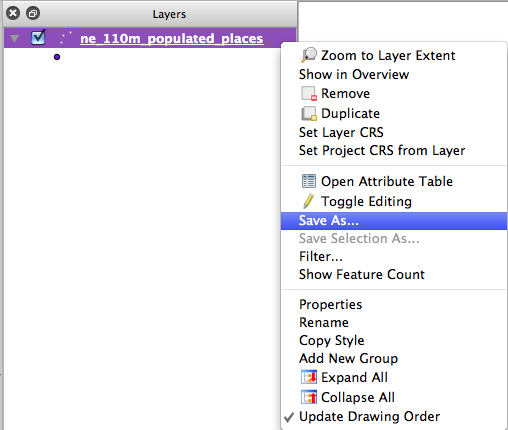 Layers
ne_110m_populated_places
Zoom to Layer Extent
Show in Overview
Remove
Duplicate
Set Layer CRS
Set Project CRS from Layer
Open Attribute Table
Toggle Editing
Save As...
Save Selection As...
Filter...
Show Feature Count
Properties
Rename
Copy Style
Add New Group
Expand All
Collapse All
Update Drawing Order